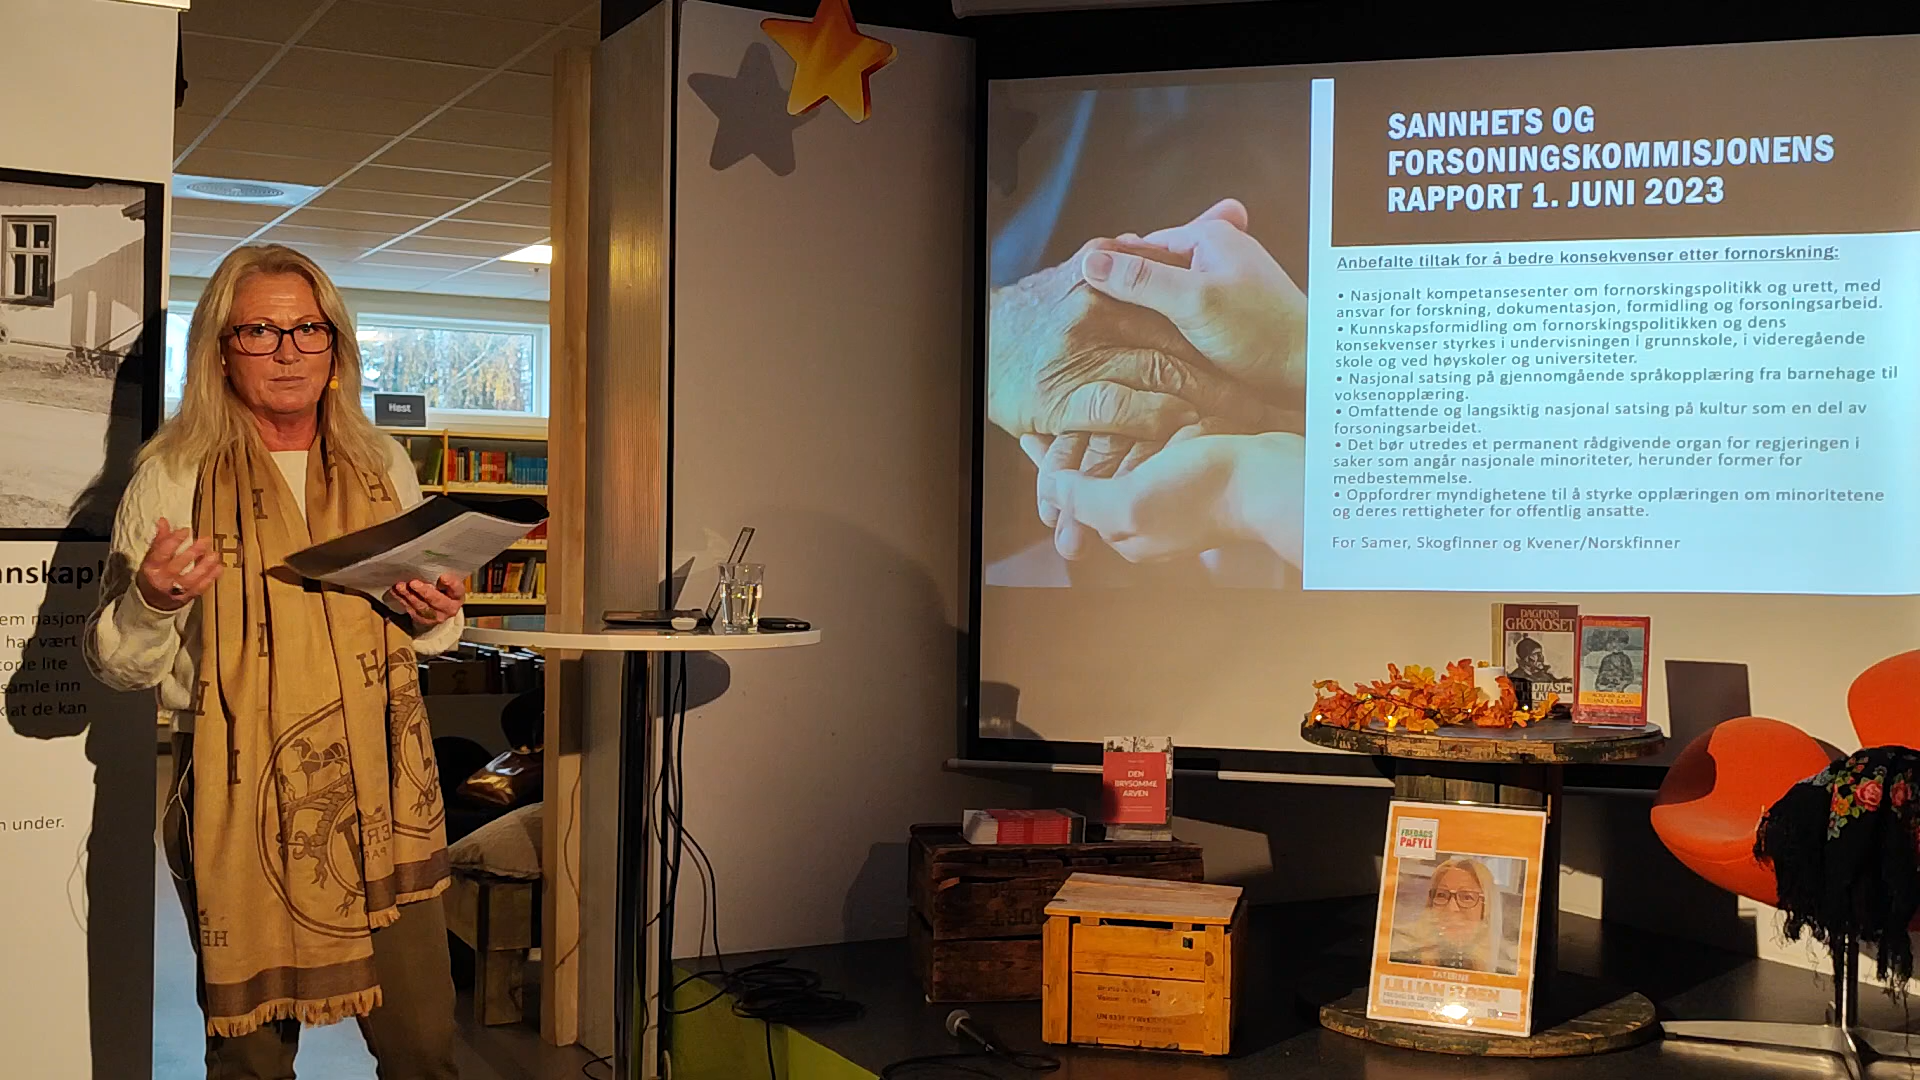 SANNHETS OG
FORSONINGSKOMMISJONENS
RAPPORT 1. JUNI 2023
Anbefalte tiltak for å bedre konsekvenser etter fornorskning:
• Nasjonalt kompetansesenter om fornorskingspolitikk og urett, med
ansvar for forskning, dokumentasjon, formidling og forsoningsarbeid.
• Kunnskapsformidling om fornorskingspolitikken og dens
konsekvenser styrkes i undervisningen i grunnskole, i videregående
skole og ved høyskoler og universiteter.
• Nasjonal satsing på gjennomgående språkopplæring fra barnehage til
voksenopplæring.
• Omfattende og langsiktig nasjonal satsing på kultur som en del av
forsoningsarbeidet.
• Det bør utredes et permanent rådgivende organ for regjeringen i
saker som angår nasjonale minoriteter, herunder former for
medbestemmelse.
• Oppfordrer myndighetene til å styrke opplæringen om minoritetene
og deres rettigheter for offentlig ansatte.
For Samer, Skogfinner og Kvener/Norskfinner
Høst
nskap!
em nasjon
har vært
orie lite
samle inn
k at de kan
n under.
H
H
H
DAGFINN
GRØNOSET
DEN
BRYSOMME
ARVEN
FREDAGS
PÅFYLL
TATERNE
LILLIAN
kg